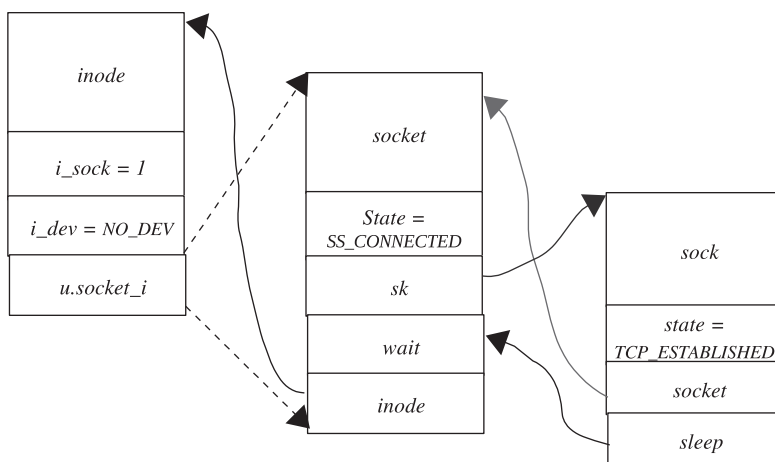 inode
i_sock = 1
i_dev = NO_DEV
u.socket_i
socket
State =
SS_CONNECTED
sk
wait
inode
sock
state =
TCP_ESTABLISHED
socket
sleep